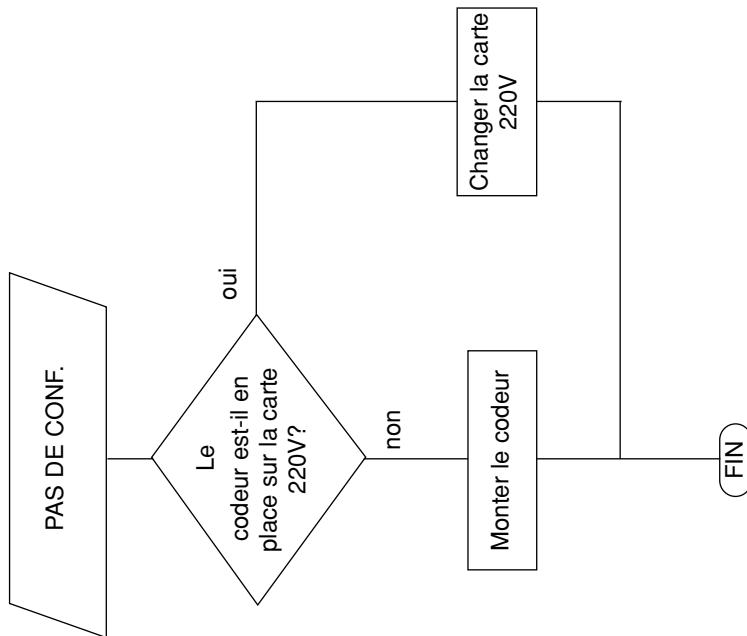 PAS DE CONF.
Le
codeur est-il en
place sur la carte
220V?
oui
non
Changer la carte
220V
Monter le codeur
FIN